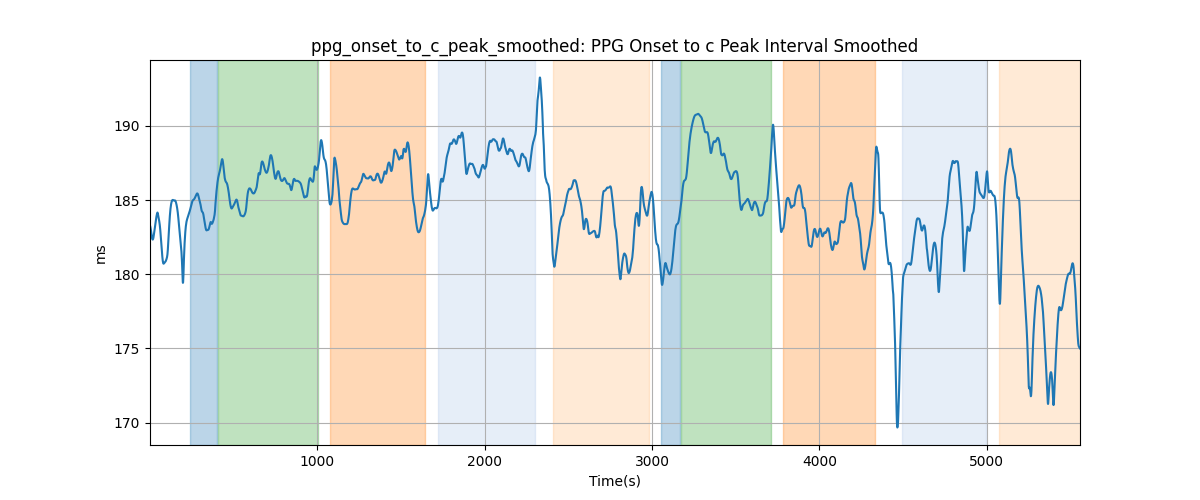 ppg_onset_to_c_peak_smoothed: PPG Onset to c Peak Interval Smoothed
190
185
180
175
170
ms
1000 2000 3000 4000 5000
Time(s)